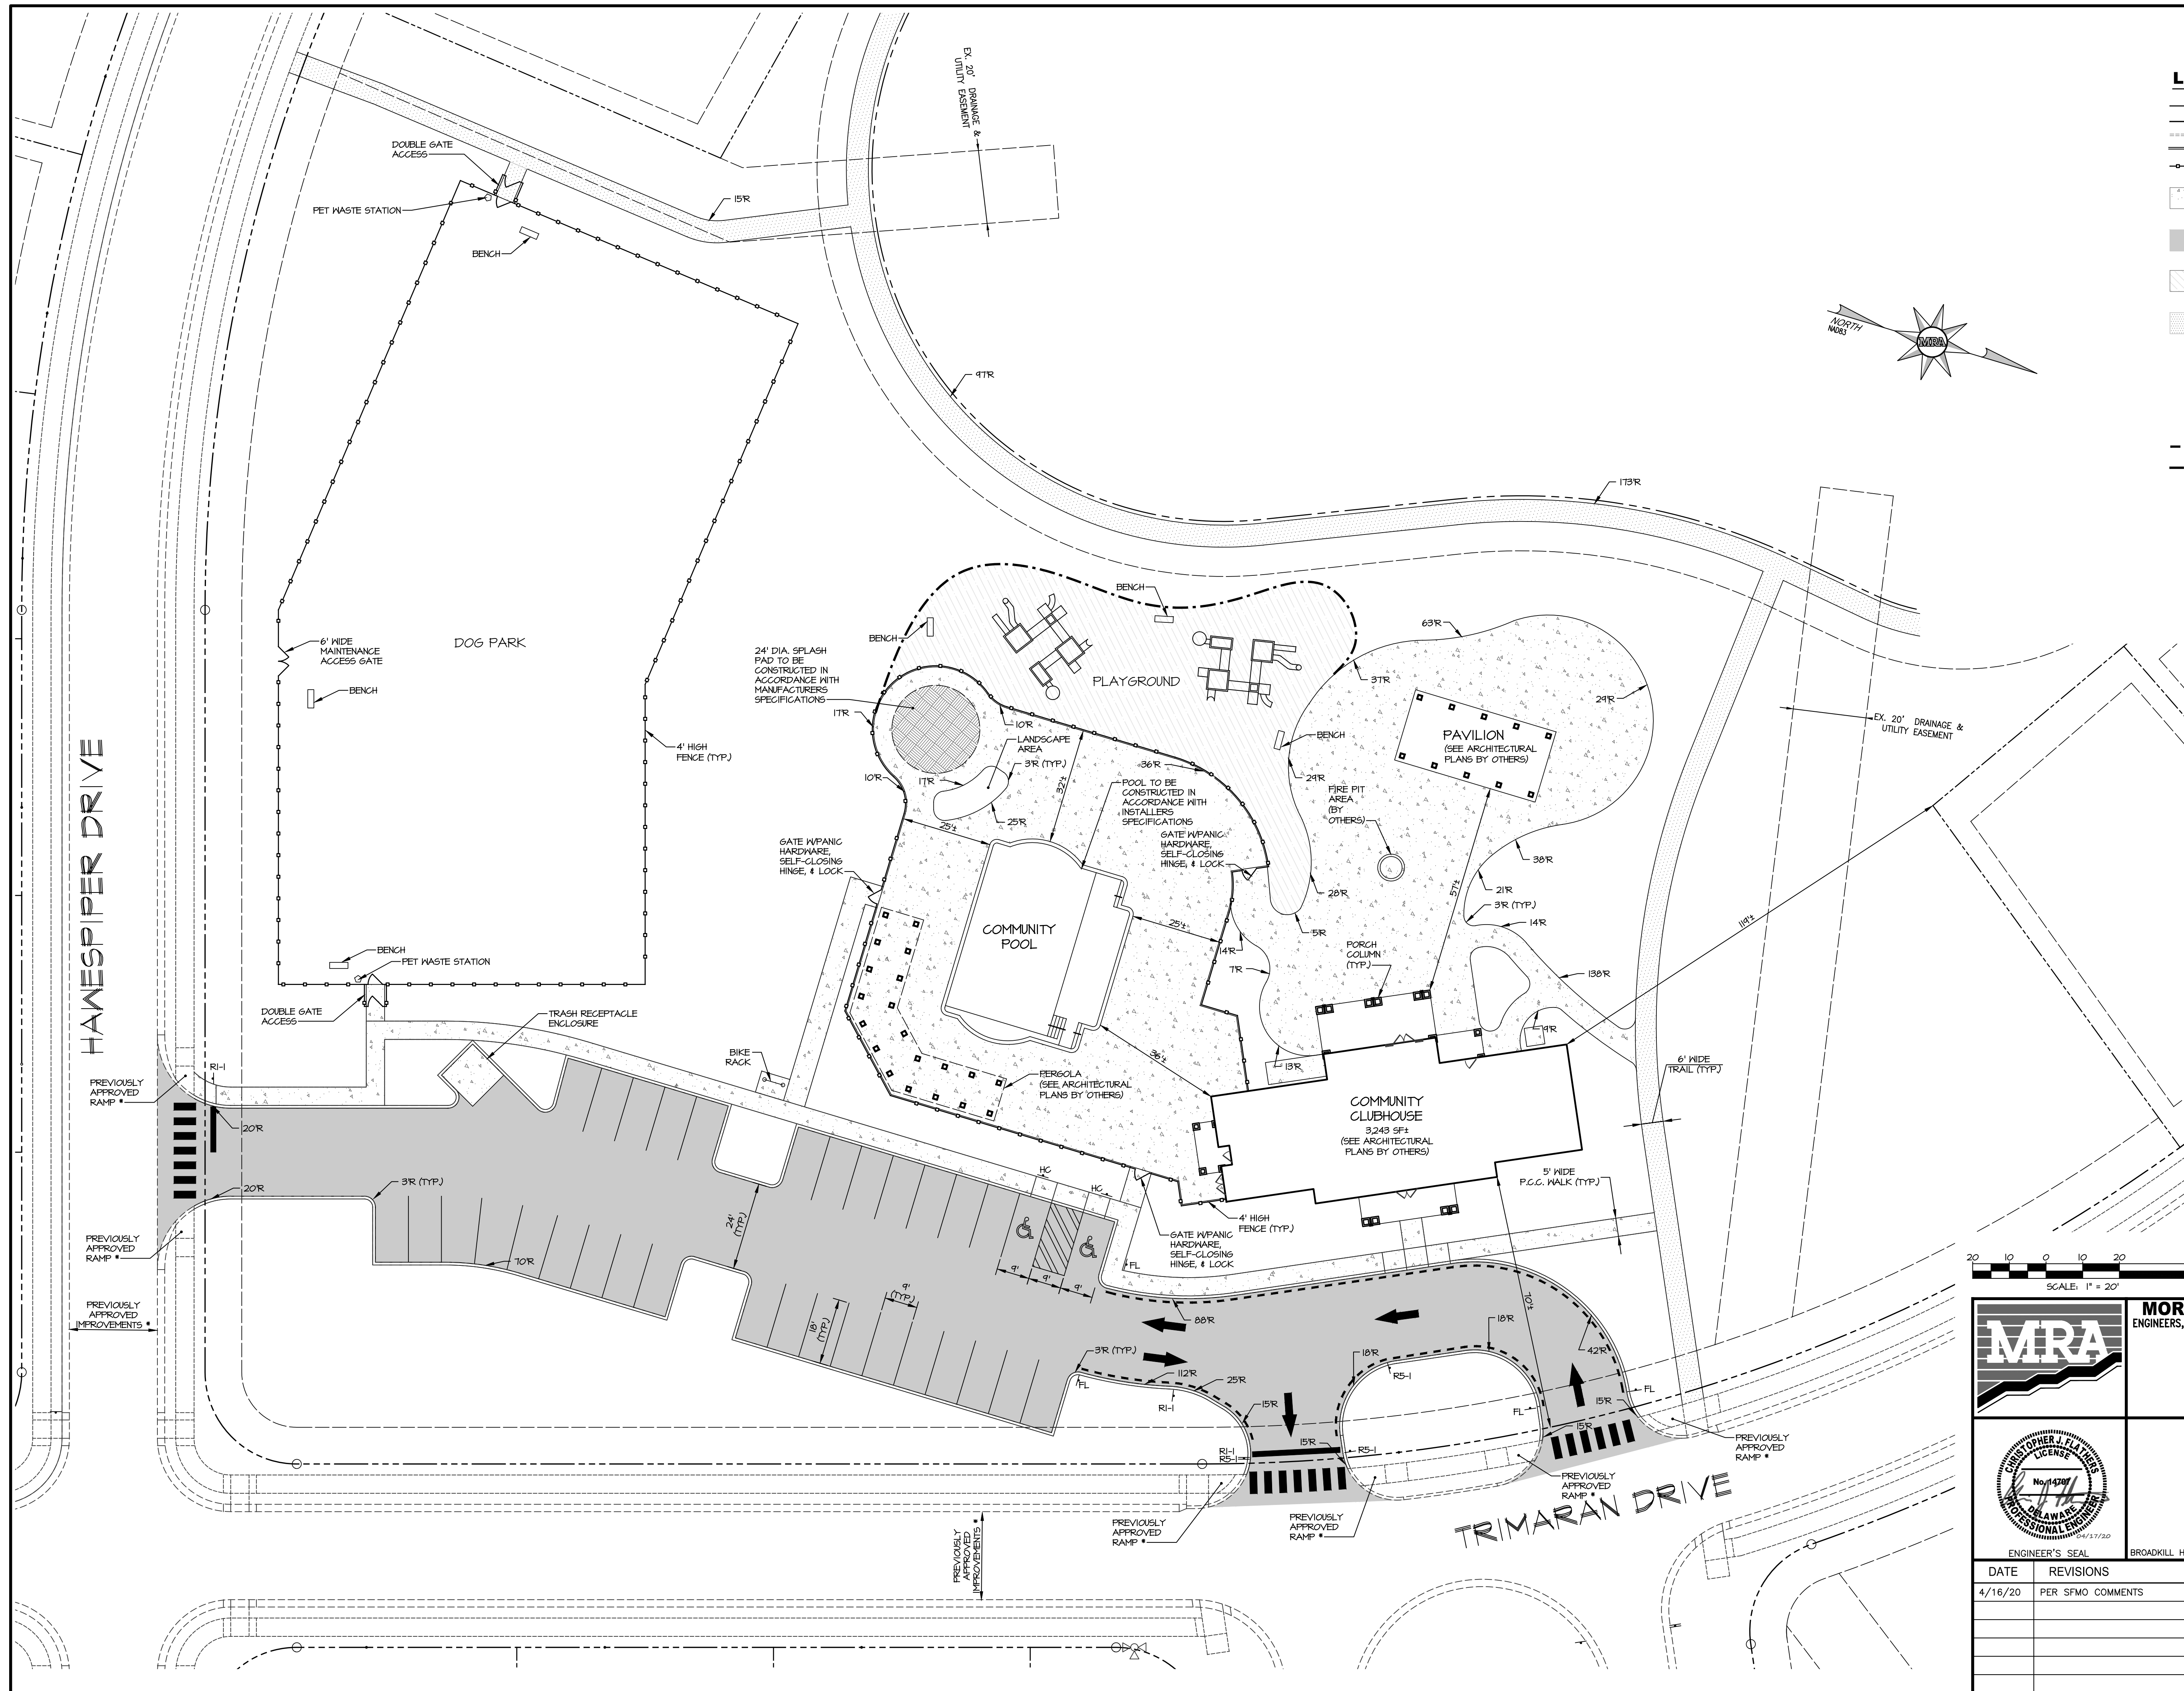 EX. 20' DRAINAGE &
UTILITY EASEMENT
L
DOUBLE GATE
ACCESS
PET WASTE STATION
BENCH
15'R
97'R
NORTH
NAD83
MRA
173'R
6' WIDE
MAINTENANCE
ACCESS GATE
DOG PARK
BENCH
4' HIGH
FENCE (TYP.)
HAWESPIPER DRIVE
BENCH
PET WASTE STATION
DOUBLE GATE
ACCESS
TRASH RECEPTACLE
ENCLOSURE
24' DIA. SPLASH
PAD TO BE
CONSTRUCTED IN
ACCORDANCE WITH
MANUFACTURERS
SPECIFICATIONS
BENCH
BENCH
PLAYGROUND
17'R
10'R
LANDSCAPE
AREA
3'R (TYP.)
10'R
17'R
25'R
32'±
36'R
POOL TO BE
CONSTRUCTED IN
ACCORDANCE WITH
INSTALLERS
SPECIFICATIONS
GATE W/PANIC
HARDWARE,
SELF-CLOSING
HINGE, & LOCK
25'±
GATE W/PANIC
HARDWARE,
SELF-CLOSING
HINGE, & LOCK
COMMUNITY
POOL
25'±
36'±
63'R
37'R
29'R
PAVILION
(SEE ARCHITECTURAL
PLANS BY OTHERS)
BENCH
29'R
FIRE PIT
AREA
(BY
OTHERS)
38'R
28'R
57'±
21'R
3'R (TYP.)
14'R
5'R
14'R
7'R
PORCH
COLUMN
(TYP.)
138'R
9'R
13'R
119'±
EX. 20' DRAINAGE &
UTILITY EASEMENT
6' WIDE
TRAIL (TYP.)
BIKE
RACK
PERGOLA
(SEE ARCHITECTURAL
PLANS BY OTHERS)
COMMUNITY
CLUBHOUSE
3,243 SF±
(SEE ARCHITECTURAL
PLANS BY OTHERS)
5' WIDE
P.C.C. WALK (TYP.)
R1-1
PREVIOUSLY
APPROVED
RAMP *
20'R
20'R
3'R (TYP.)
70'R
PREVIOUSLY
APPROVED
RAMP *
PREVIOUSLY
APPROVED
IMPROVEMENTS *
24'
(TYP.)
HC
HC
9'
9'
9'
9'
(TYP.)
18'
(TYP.)
4' HIGH
FENCE (TYP.)
GATE W/PANIC
HARDWARE,
SELF-CLOSING
HINGE, & LOCK
FL
88'R
70'±
18'R
18'R
42'R
3'R (TYP.)
FL
112'R
25'R
R1-1
15'R
R5-1
FL
FL
15'R
15'R
15'R
R1-1
R5-1
R5-1
PREVIOUSLY
APPROVED
RAMP *
PREVIOUSLY
APPROVED
RAMP *
PREVIOUSLY
APPROVED
RAMP *
PREVIOUSLY
APPROVED
RAMP *
PREVIOUSLY
APPROVED
IMPROVEMENTS *
TRIMARAN DRIVE
20 10 0 10 20
SCALE: 1" = 20'
MRA
MOR
ENGINEERS,
CHRISTOPHER J. FLATHERS
LICENSE
No. 14707
DELAWARE
PROFESSIONAL ENGINEER
04/17/20
ENGINEER'S SEAL
BROADKILL H
DATE REVISIONS
4/16/20 PER SFMO COMMENTS